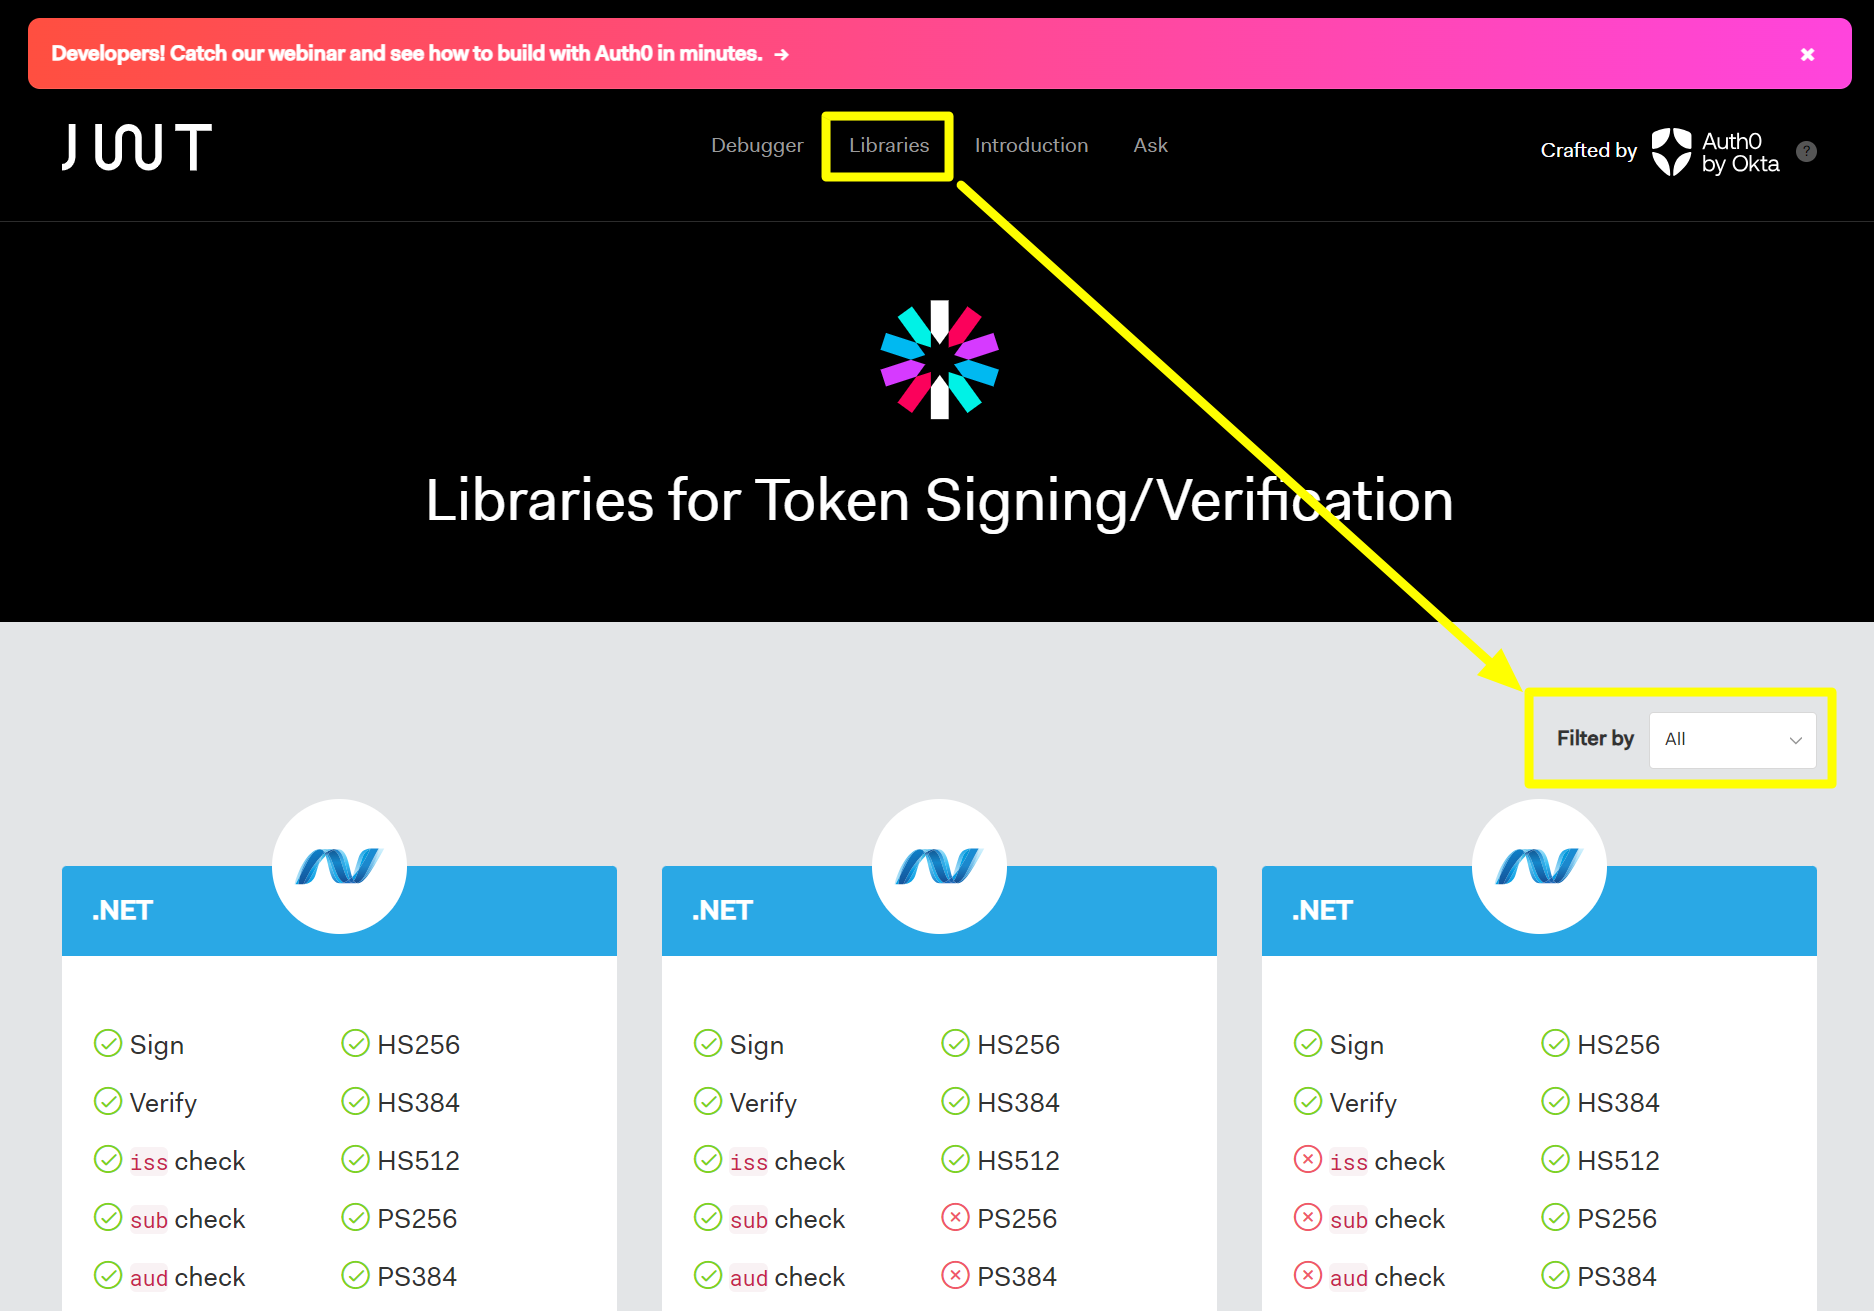 Developers! Catch our webinar and see how to build with Auth0 in minutes. →
JWT
Debugger Libraries Introduction Ask
Crafted by Auth0 by Okta ?
Libraries for Token Signing/Verification
Filter by All
.NET
Sign HS256
Verify HS384
iss check HS512
sub check PS256
aud check PS384
.NET
Sign HS256
Verify HS384
iss check HS512
sub check PS256
aud check PS384
.NET
Sign HS256
Verify HS384
iss check HS512
sub check PS256
aud check PS384